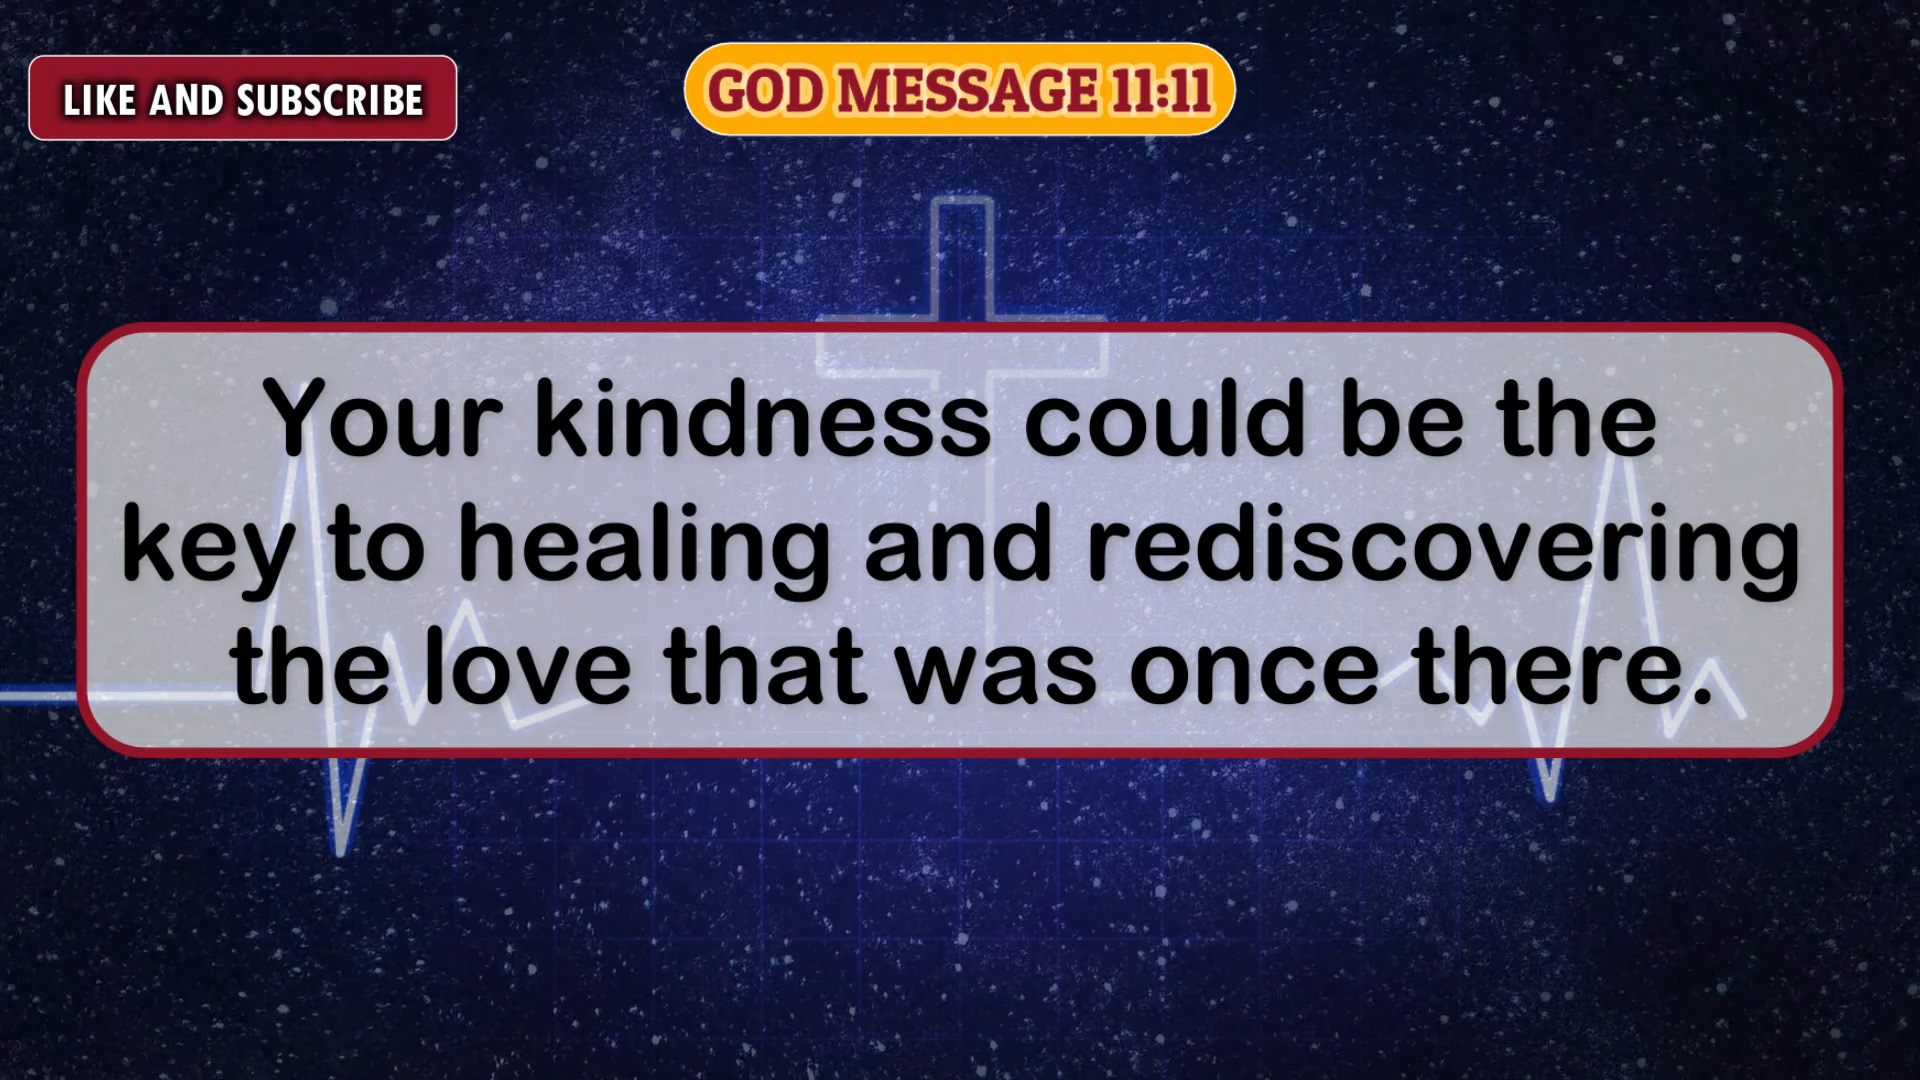 LIKE AND SUBSCRIBE
GOD MESSAGE 11:11
Your kindness could be the
key to healing and rediscovering
the love that was once there.